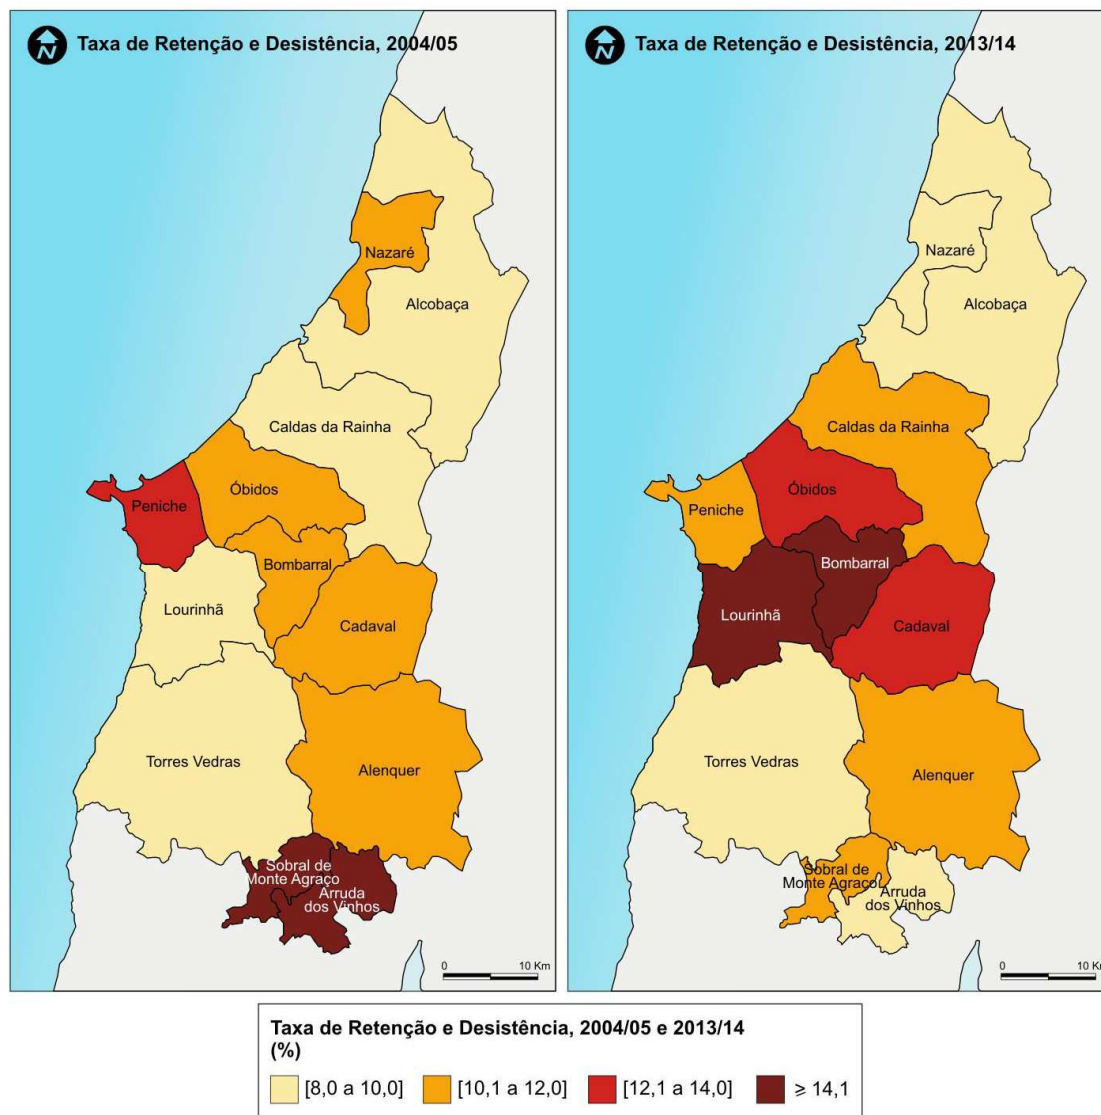 N
Taxa de Retenção e Desistência, 2004/05
Nazaré
Alcobaça
Caldas da Rainha
Óbidos
Peniche
Bombarral
Lourinhã
Cadaval
Torres Vedras
Alenquer
Sobral de
Monte Agraço
Arruda
dos Vinhos
0 10 Km
N
Taxa de Retenção e Desistência, 2013/14
Nazaré
Alcobaça
Caldas da Rainha
Óbidos
Peniche
Bombarral
Lourinhã
Cadaval
Torres Vedras
Alenquer
Sobral de
Monte Agraço
Arruda
dos Vinhos
0 10 Km
Taxa de Retenção e Desistência, 2004/05 e 2013/14
(%)
[8,0 a 10,0] [10,1 a 12,0] [12,1 a 14,0] ≥ 14,1